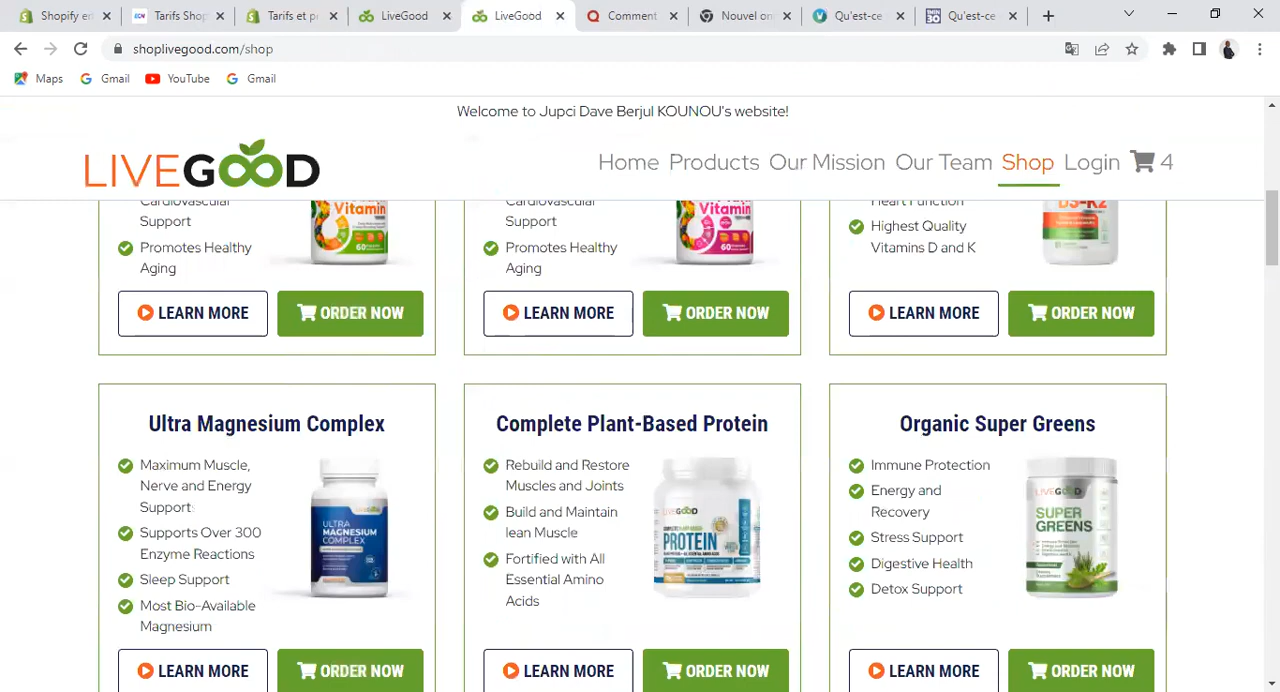 Shopify en
Tarifs Shop
Tarifs et p
LiveGood
LiveGood
Comment
Nouvel on
Qu'est-ce
Qu'est-ce
shoplivegood.com/shop
Maps
Gmail
YouTube
Gmail
Welcome to Jupci Dave Berjul KOUNOU's website!
LIVEGOOD
Home Products Our Mission Our Team Shop Login 4
Cardiovascular
Support
Promotes Healthy
Aging
Vitamin
60
LEARN MORE
ORDER NOW
Cardiovascular
Support
Promotes Healthy
Aging
Vitamin
60
LEARN MORE
ORDER NOW
Heart Function
Highest Quality
Vitamins D and K
D3-K2
LEARN MORE
ORDER NOW
Ultra Magnesium Complex
Maximum Muscle,
Nerve and Energy
Support
Supports Over 300
Enzyme Reactions
Sleep Support
Most Bio-Available
Magnesium
ULTRA
MAGNESIUM
COMPLEX
LEARN MORE
ORDER NOW
Complete Plant-Based Protein
Rebuild and Restore
Muscles and Joints
Build and Maintain
lean Muscle
Fortified with All
Essential Amino
Acids
LIVEGOOD
PROTEIN
LEARN MORE
ORDER NOW
Organic Super Greens
Immune Protection
Energy and
Recovery
Stress Support
Digestive Health
Detox Support
LIVEGOOD
SUPER
GREENS
LEARN MORE
ORDER NOW